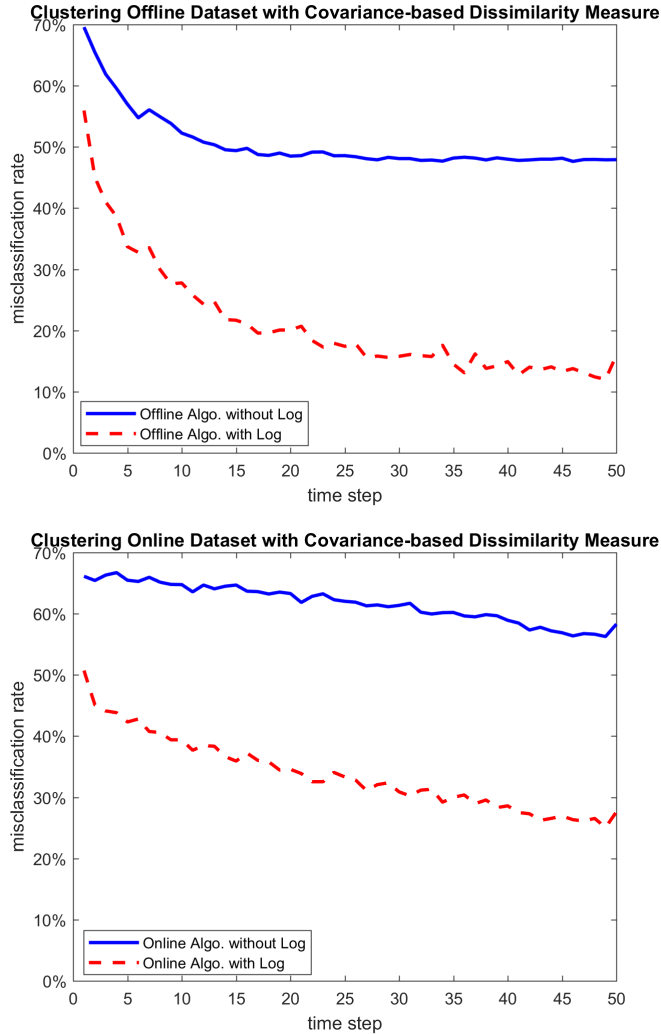 Clustering Offline Dataset with Covariance-based Dissimilarity Measure
70%
60%
50%
40%
30%
20%
10%
0%
misclassification rate
Offline Algo. without Log
Offline Algo. with Log
0 5 10 15 20 25 30 35 40 45 50
time step
Clustering Online Dataset with Covariance-based Dissimilarity Measure
70%
60%
50%
40%
30%
20%
10%
0%
misclassification rate
Online Algo. without Log
Online Algo. with Log
0 5 10 15 20 25 30 35 40 45 50
time step